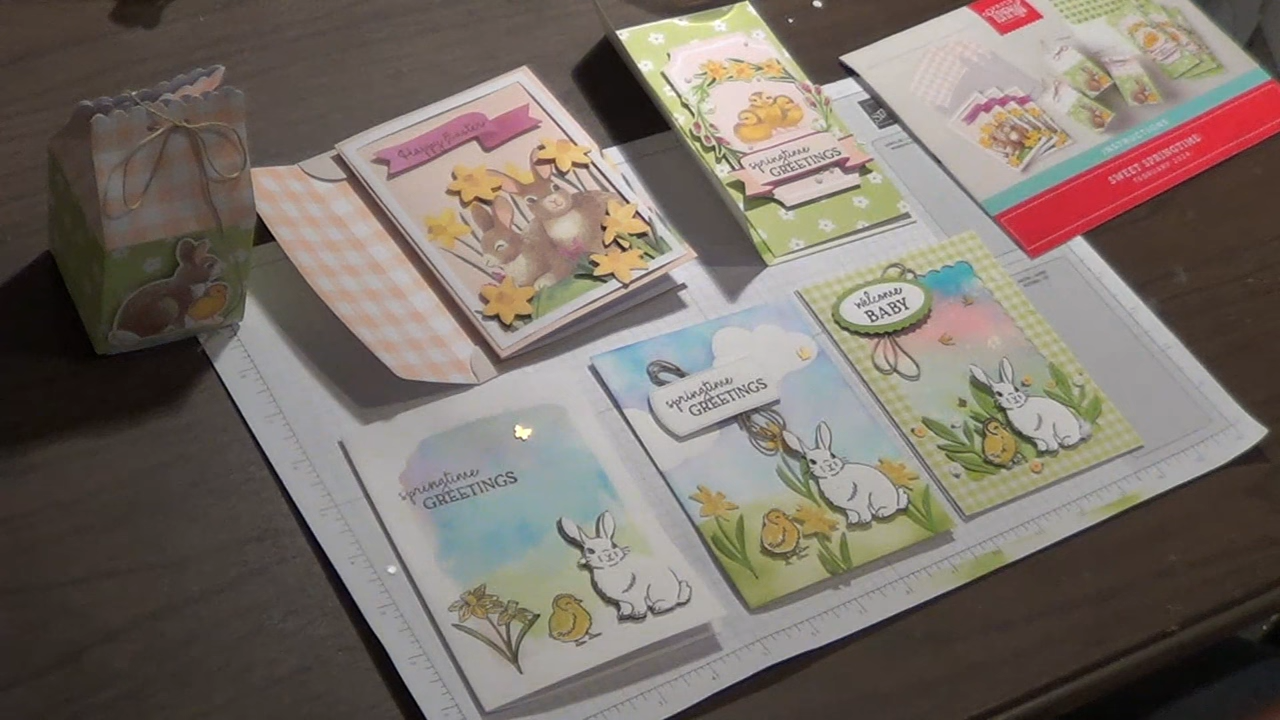 Happy Easter
springtime
GREETINGS
INSTRUCTIONS
SWEET SPRINGTIME
welcome
BABY
springtime
GREETINGS
springtime
GREETINGS